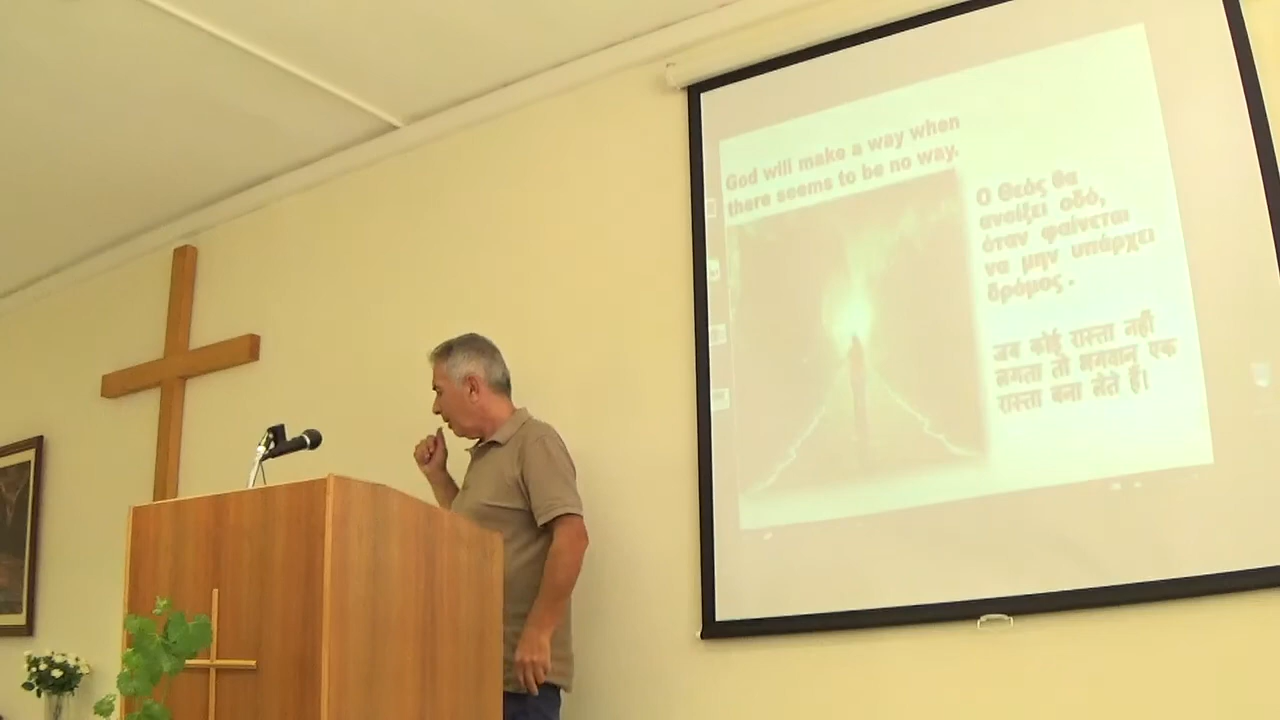 God will make a way when
there seems to be no way.
Ο Θεός θα
ανοίξει οδό,
όταν φαίνεται
να μην υπάρχει
δρόμος.
जब कोई रास्ता नहीं
लगता तो भगवान् एक
रास्ता बना लेते हैं।